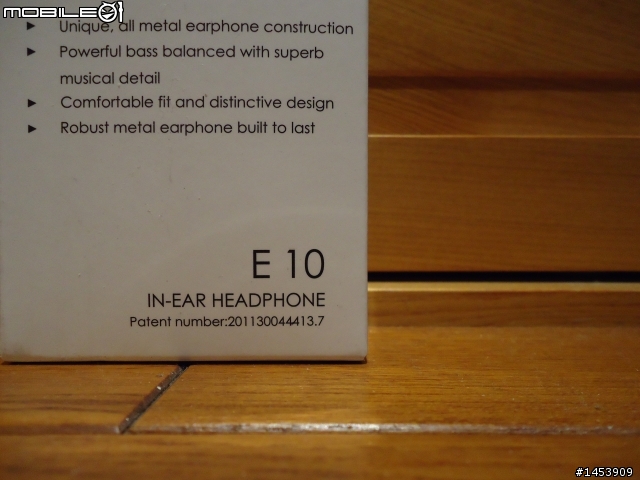 MOBILE01
► Unique, all metal earphone construction
► Powerful bass balanced with superb
musical detail
► Comfortable fit and distinctive design
► Robust metal earphone built to last
E 10
IN-EAR HEADPHONE
Patent number:201130044413.7
#1453909